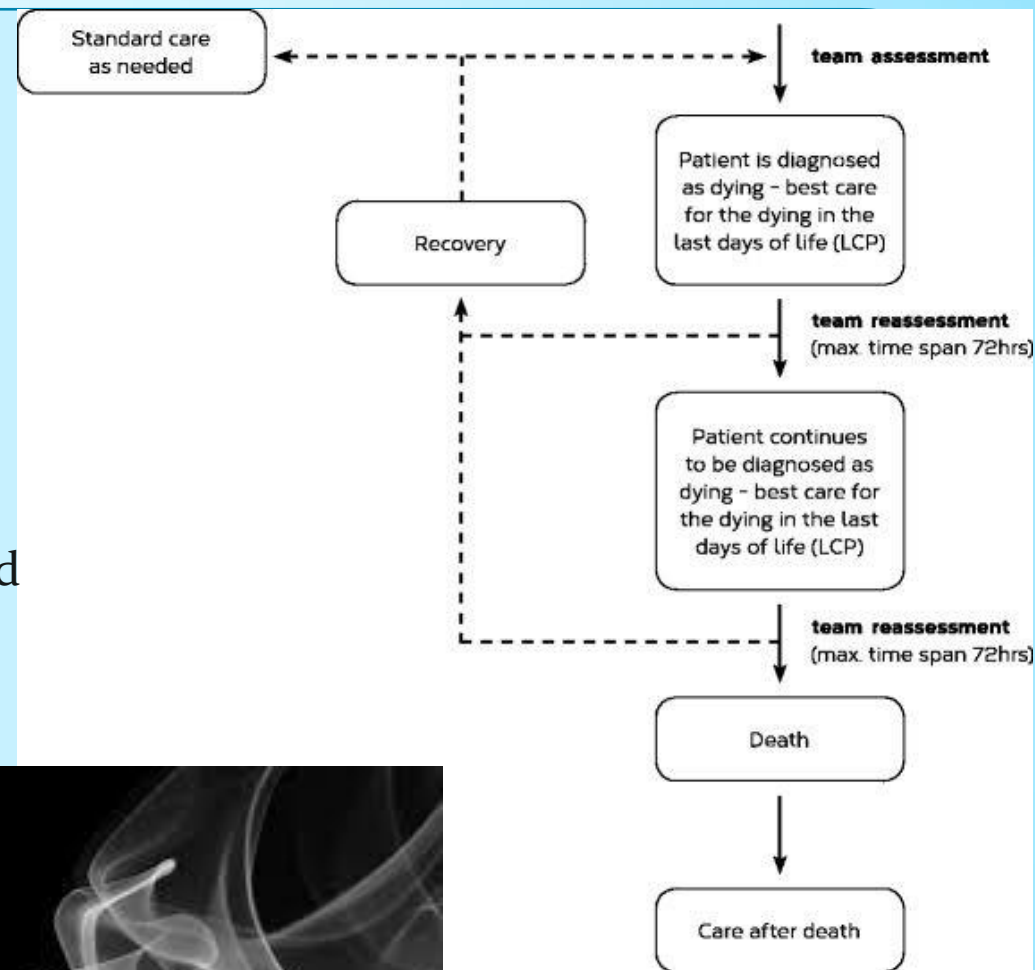 Standard care
as needed
team assessment
Patient is diagnosed
as dying - best care
for the dying in the
last days of life (LCP)
Recovery
team reassessment
(max. time span 72hrs)
Patient continues
to be diagnosed as
dying - best care for
the dying in the last
days of life (LCP)
d
team reassessment
(max. time span 72hrs)
Death
Care after death